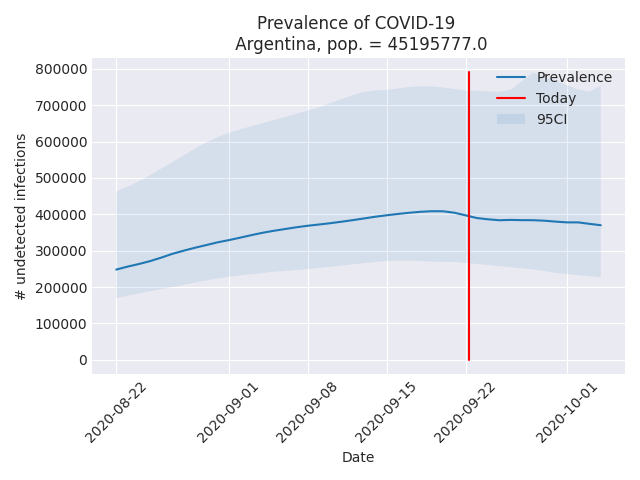 Prevalence of COVID-19
Argentina, pop. = 45195777.0
800000
700000
600000
500000
400000
300000
200000
100000
0
# undetected infections
Prevalence
Today
95CI
2020-08-22
2020-09-01
2020-09-08
2020-09-15
2020-09-22
2020-10-01
Date